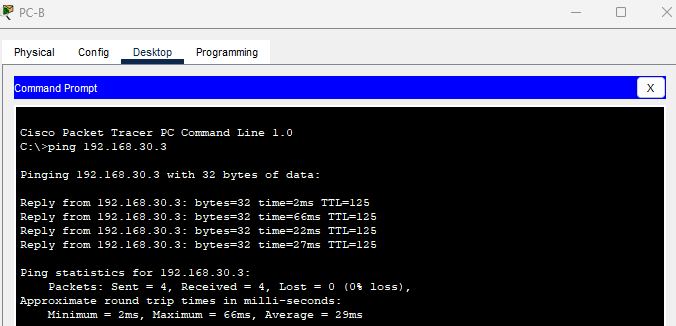 PC-B
Physical Config Desktop Programming
Command Prompt X
Cisco Packet Tracer PC Command Line 1.0
C:\>ping 192.168.30.3
Pinging 192.168.30.3 with 32 bytes of data:
Reply from 192.168.30.3: bytes=32 time=2ms TTL=125
Reply from 192.168.30.3: bytes=32 time=66ms TTL=125
Reply from 192.168.30.3: bytes=32 time=22ms TTL=125
Reply from 192.168.30.3: bytes=32 time=27ms TTL=125
Ping statistics for 192.168.30.3:
Packets: Sent = 4, Received = 4, Lost = 0 (0% loss),
Approximate round trip times in milli-seconds:
Minimum = 2ms, Maximum = 66ms, Average = 29ms